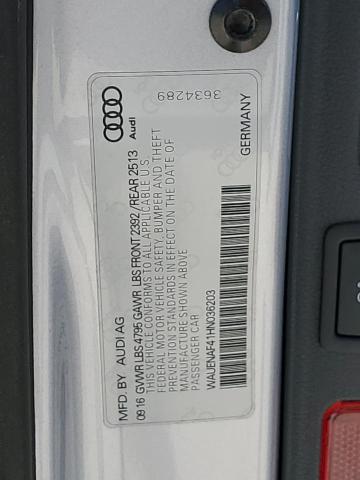 3634289
Audi
GERMANY
MFD. BY AUDI AG
09 16 GVWR LBS 4795 GAWR LBS FRONT 2392 / REAR 2513
THIS VEHICLE CONFORMS TO ALL APPLICABLE U.S.
FEDERAL MOTOR VEHICLE SAFETY, BUMPER AND THEFT
PREVENTION STANDARDS IN EFFECT ON THE DATE OF
MANUFACTURE SHOWN ABOVE
PASSENGER CAR
WAUENAF41HN036203